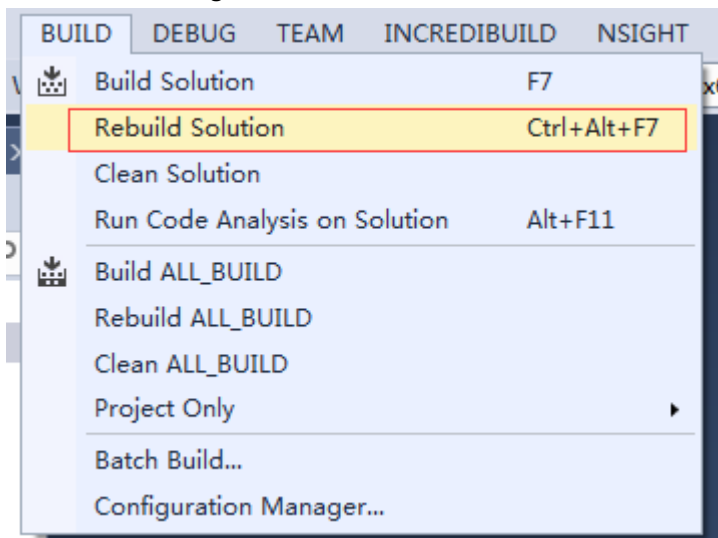 BUILD DEBUG TEAM INCREDIBUILD NSIGHT
Build Solution F7
Rebuild Solution Ctrl+Alt+F7
Clean Solution
Run Code Analysis on Solution Alt+F11
Build ALL_BUILD
Rebuild ALL_BUILD
Clean ALL_BUILD
Project Only
Batch Build...
Configuration Manager...